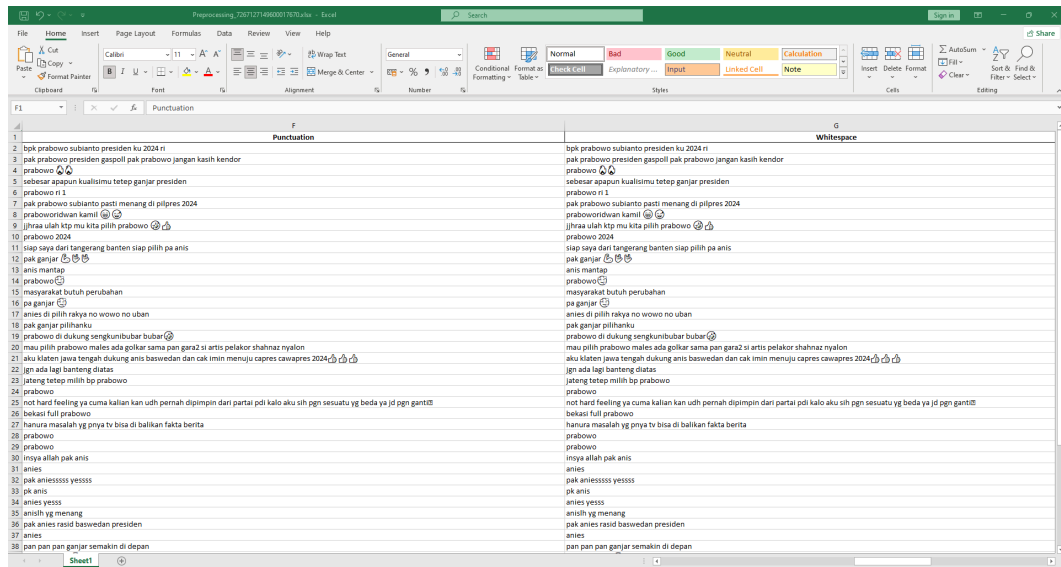 Preprocessing_7267127149600017670.xlsx - Excel
Search
Sign in
File Home Insert Page Layout Formulas Data Review View Help
Share
Paste
Cut
Copy
Format Painter
Clipboard
Calibri 11
B I U
Font
Wrap Text
Merge & Center
Alignment
General
Number
Conditional Formatting
Format as Table
Normal Bad Good Neutral Calculation
Check Cell Explanatory ... Input Linked Cell Note
Styles
Insert Delete Format
Cells
AutoSum
Fill
Clear
Sort & Filter
Find & Select
Editing
F1 fx Punctuation
F G
1 Punctuation Whitespace
2 bpk prabowo subianto presiden ku 2024 ri bpk prabowo subianto presiden ku 2024 ri
3 pak prabowo presiden gaspoll pak prabowo jangan kasih kendor pak prabowo presiden gaspoll pak prabowo jangan kasih kendor
4 prabowo prabowo
5 sebesar apapun kualisimu tetep ganjar presiden sebesar apapun kualisimu tetep ganjar presiden
6 prabowo ri 1 prabowo ri 1
7 pak prabowo subianto pasti menang di pilpres 2024 pak prabowo subianto pasti menang di pilpres 2024
8 praboworidwan kamil praboworidwan kamil
9 jjhraa ulah ktp mu kita pilih prabowo jjhraa ulah ktp mu kita pilih prabowo
10 prabowo 2024 prabowo 2024
11 siap saya dari tangerang banten siap pilih pa anis siap saya dari tangerang banten siap pilih pa anis
12 pak ganjar pak ganjar
13 anis mantap anis mantap
14 prabowo prabowo
15 masyarakat butuh perubahan masyarakat butuh perubahan
16 pa ganjar pa ganjar
17 anies di pilih rakya no wowo no uban anies di pilih rakya no wowo no uban
18 pak ganjar pilihanku pak ganjar pilihanku
19 prabowo di dukung sengkunibubar bubar prabowo di dukung sengkunibubar bubar
20 mau pilih prabowo males ada golkar sama pan gara2 si artis pelakor shahnaz nyalon mau pilih prabowo males ada golkar sama pan gara2 si artis pelakor shahnaz nyalon
21 aku klaten jawa tengah dukung anis baswedan dan cak imin menuju capres cawapres 2024 aku klaten jawa tengah dukung anis baswedan dan cak imin menuju capres cawapres 2024
22 jgn ada lagi banteng diatas jgn ada lagi banteng diatas
23 jateng tetep milih bp prabowo jateng tetep milih bp prabowo
24 prabowo prabowo
25 not hard feeling ya cuma kalian kan udh pernah dipimpin dari partai pdi kalo aku sih pgn sesuatu yg beda ya jd pgn ganti not hard feeling ya cuma kalian kan udh pernah dipimpin dari partai pdi kalo aku sih pgn sesuatu yg beda ya jd pgn ganti
26 bekasi full prabowo bekasi full prabowo
27 hanura masalah yg pnya tv bisa di balikan fakta berita hanura masalah yg pnya tv bisa di balikan fakta berita
28 prabowo prabowo
29 prabowo prabowo
30 insya allah pak anis insya allah pak anis
31 anies anies
32 pak aniesssss yessss pak aniesssss yessss
33 pk anis pk anis
34 anies yesss anies yesss
35 anislh yg menang anislh yg menang
36 pak anies rasid baswedan presiden pak anies rasid baswedan presiden
37 anies anies
38 pan pan pan ganjar semakin di depan pan pan pan ganjar semakin di depan
Sheet1